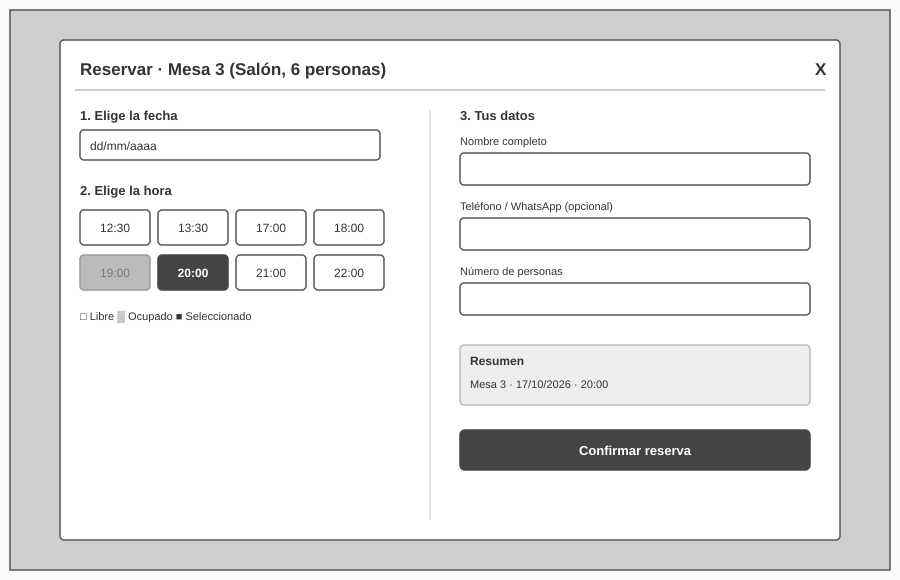 Reservar · Mesa 3 (Salón, 6 personas)
X
1. Elige la fecha
dd/mm/aaaa
2. Elige la hora
12:30
13:30
17:00
18:00
19:00
20:00
21:00
22:00
□ Libre ▒ Ocupado ■ Seleccionado
3. Tus datos
Nombre completo
Teléfono / WhatsApp (opcional)
Número de personas
Resumen
Mesa 3 · 17/10/2026 · 20:00
Confirmar reserva